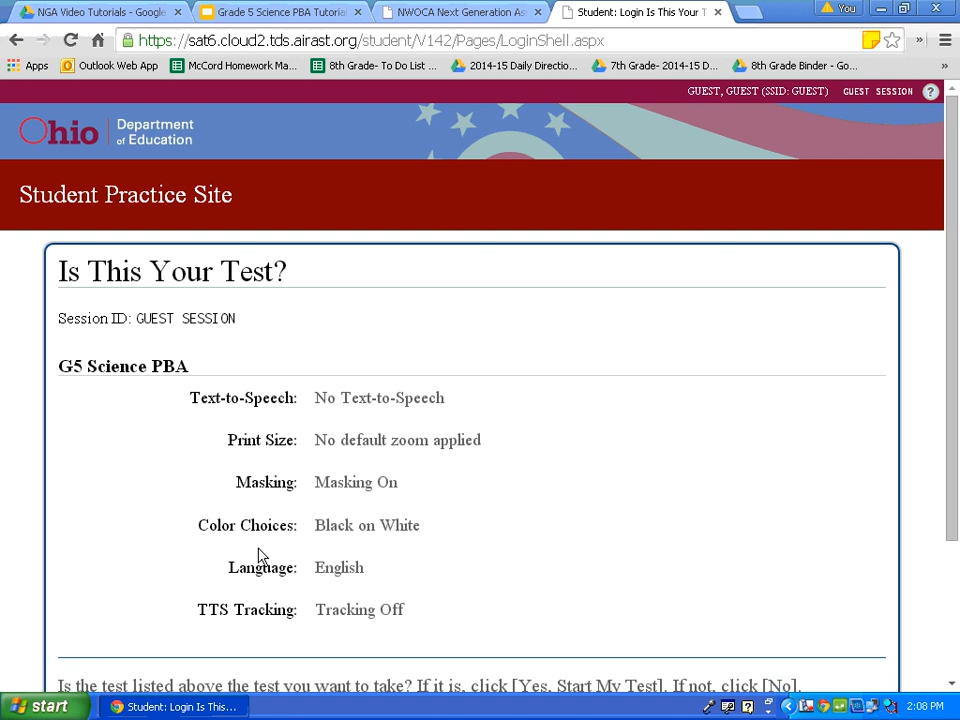 NGA Video Tutorials - Google
Grade 5 Science PBA Tutoria
NWOCA Next Generation As
Student: Login Is This Your T
You
https://sat6.cloud2.tds.airast.org/student/V142/Pages/LoginShell.aspx
Apps
Outlook Web App
McCord Homework Ma...
8th Grade- To Do List ...
2014-15 Daily Directio...
7th Grade- 2014-15 D...
8th Grade Binder - Go...
GUEST, GUEST (SSID: GUEST) GUEST SESSION ?
Ohio Department of Education
Student Practice Site
Is This Your Test?
Session ID: GUEST SESSION
G5 Science PBA
Text-to-Speech: No Text-to-Speech
Print Size: No default zoom applied
Masking: Masking On
Color Choices: Black on White
Language: English
TTS Tracking: Tracking Off
Is the test listed above the test you want to take? If it is, click [Yes, Start My Test]. If not, click [No].
start
Student: Login Is This...
2:08 PM